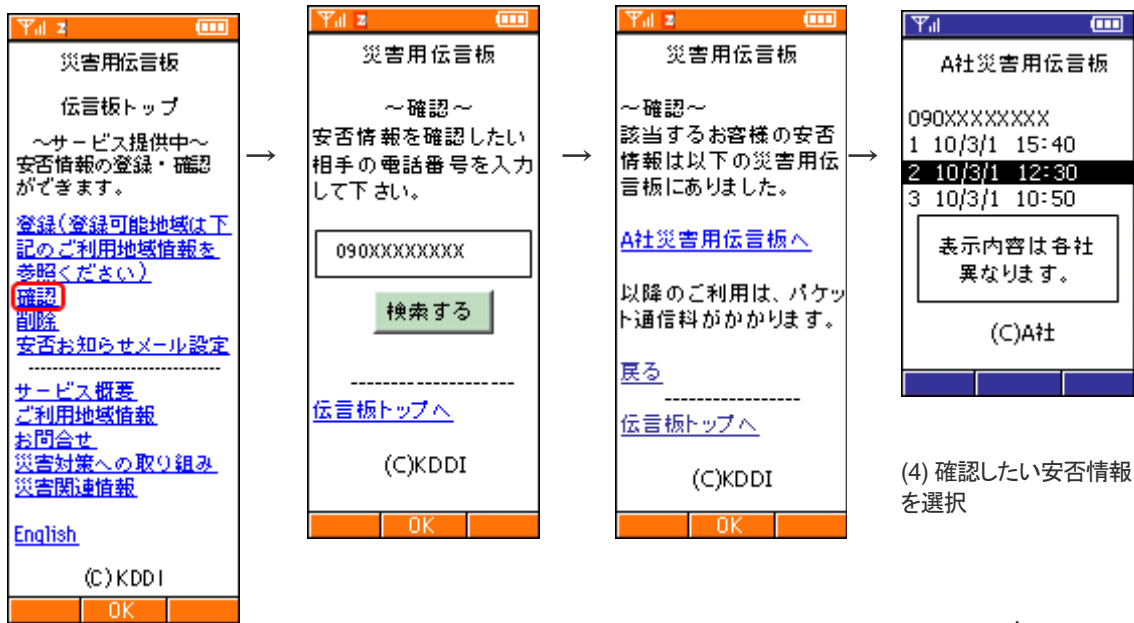 災害用伝言板
伝言板トップ
～サービス提供中～
安否情報の登録・確認
ができます。
登録(登録可能地域は下
記のご利用地域情報を
参照ください)
確認
削除
安否お知らせメール設定
サービス概要
ご利用地域情報
お問合せ
災害対策への取り組み
災害関連情報
English
(C)KDDI
OK
→
災害用伝言板
～確認～
安否情報を確認したい
相手の電話番号を入力
して下さい。
090XXXXXXXX
検索する
伝言板トップへ
(C)KDDI
OK
→
災害用伝言板
～確認～
該当するお客様の安否
情報は以下の災害用伝
言板にありました。
A社災害用伝言板へ
以降のご利用は、パケッ
ト通信料がかかります。
戻る
伝言板トップへ
(C)KDDI
OK
→
A社災害用伝言板
090XXXXXXXX
1 10/3/1 15:40
2 10/3/1 12:30
3 10/3/1 10:50
表示内容は各社
異なります。
(C)A社
(4) 確認したい安否情報
を選択